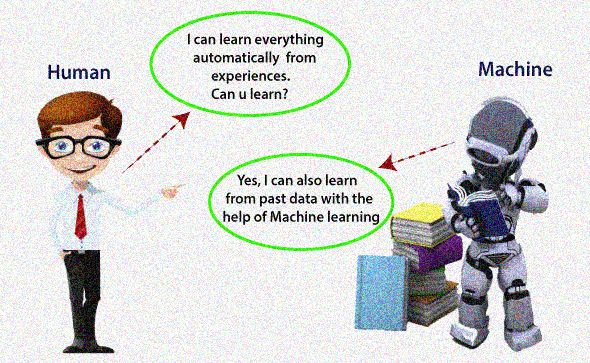 Human
I can learn everything
automatically from
experiences.
Can u learn?
Machine
Yes, I can also learn
from past data with the
help of Machine learning